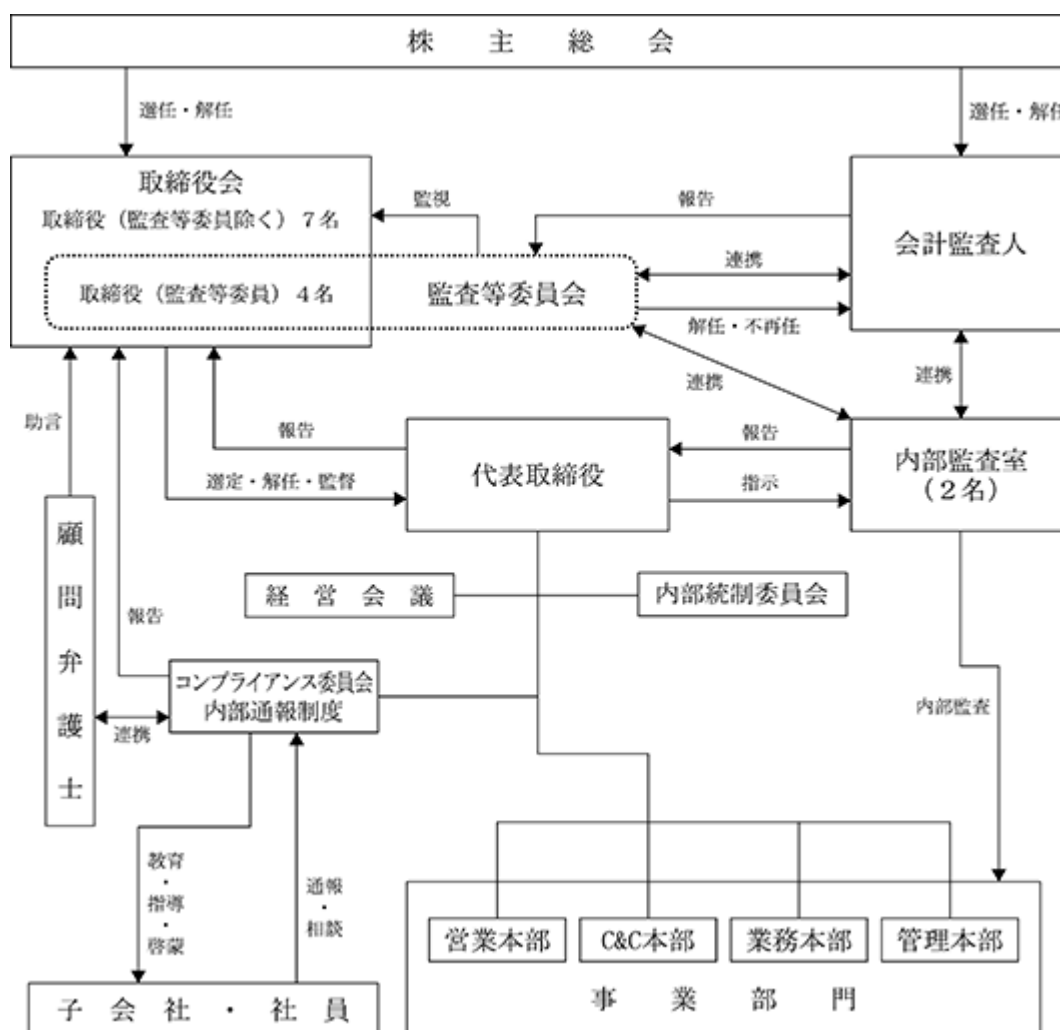 株主総会
選任・解任
選任・解任
取締役会
取締役（監査等委員除く）７名
取締役（監査等委員）４名
監査等委員会
監視
報告
連携
解任・不再任
連携
会計監査人
連携
助言
報告
選定・解任・監督
代表取締役
報告
指示
内部監査室
（２名）
顧問弁護士
経営会議
内部統制委員会
報告
コンプライアンス委員会
内部通報制度
連携
内部監査
教育・指導・啓蒙
通報・相談
営業本部
C&C本部
業務本部
管理本部
事業部門
子会社・社員